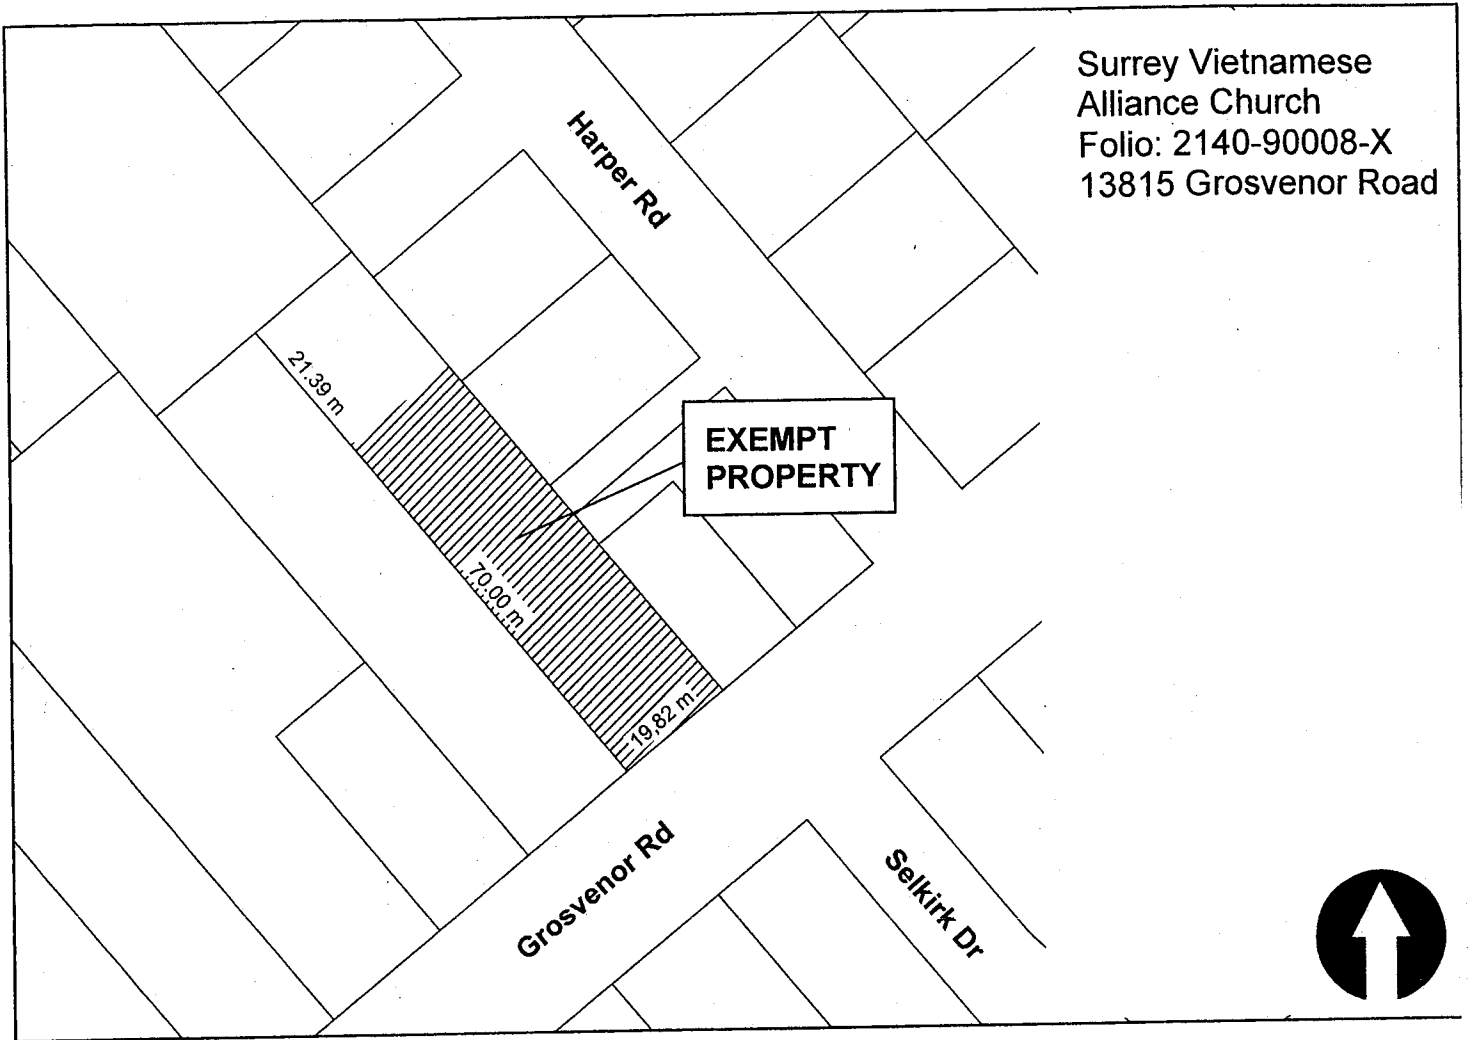 Surrey Vietnamese
Alliance Church
Folio: 2140-90008-X
13815 Grosvenor Road
Harper Rd
21.39 m
EXEMPT
PROPERTY
70.00 m
19,82 m
Grosvenor Rd
Selkirk Dr